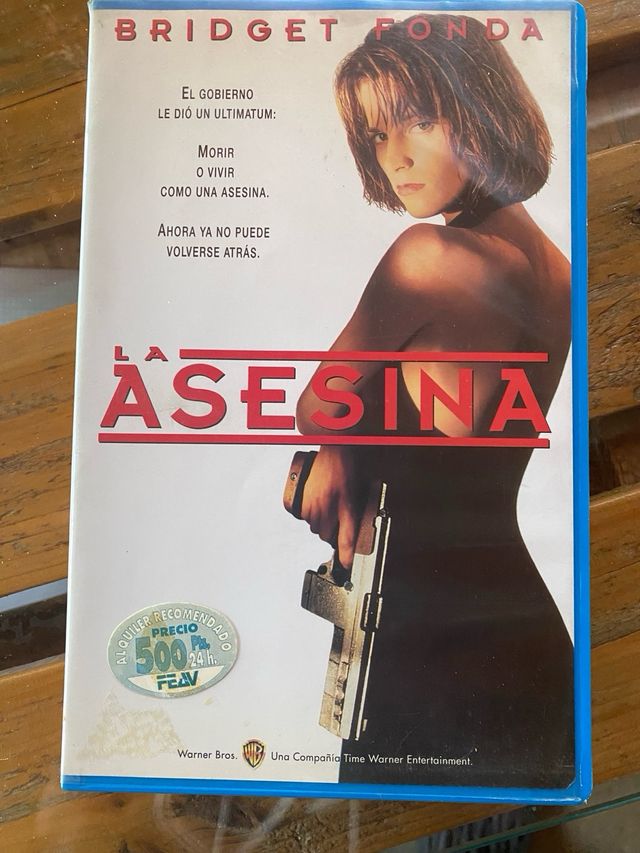 BRIDGET FONDA
EL GOBIERNO
LE DIÓ UN ULTIMATUM:
MORIR
O VIVIR
COMO UNA ASESINA.
AHORA YA NO PUEDE
VOLVERSE ATRÁS.
LA
ASESINA
ALQUILER RECOMENDADO
PRECIO
500 Pts.
24 h.
FEAV
Warner Bros. WB Una Compañía Time Warner Entertainment.